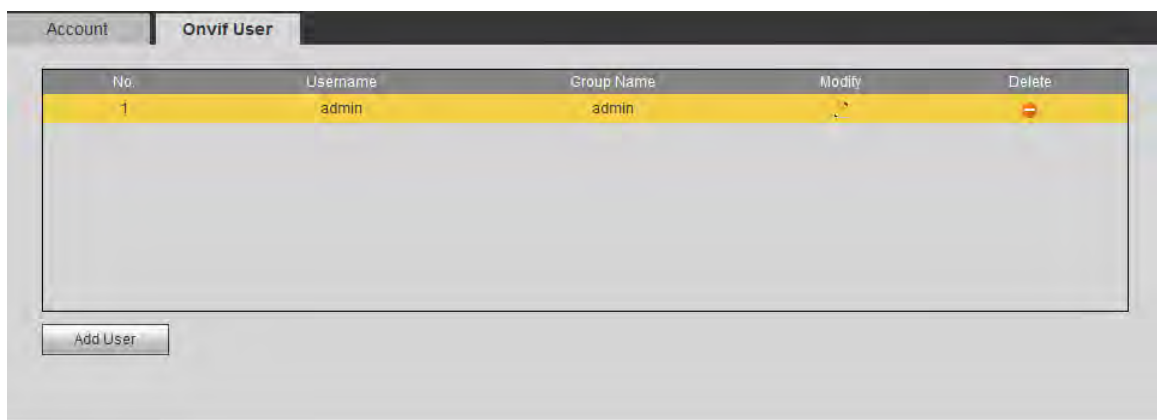 Account Onvif User
No. Username Group Name Modify Delete
1 admin admin
Add User